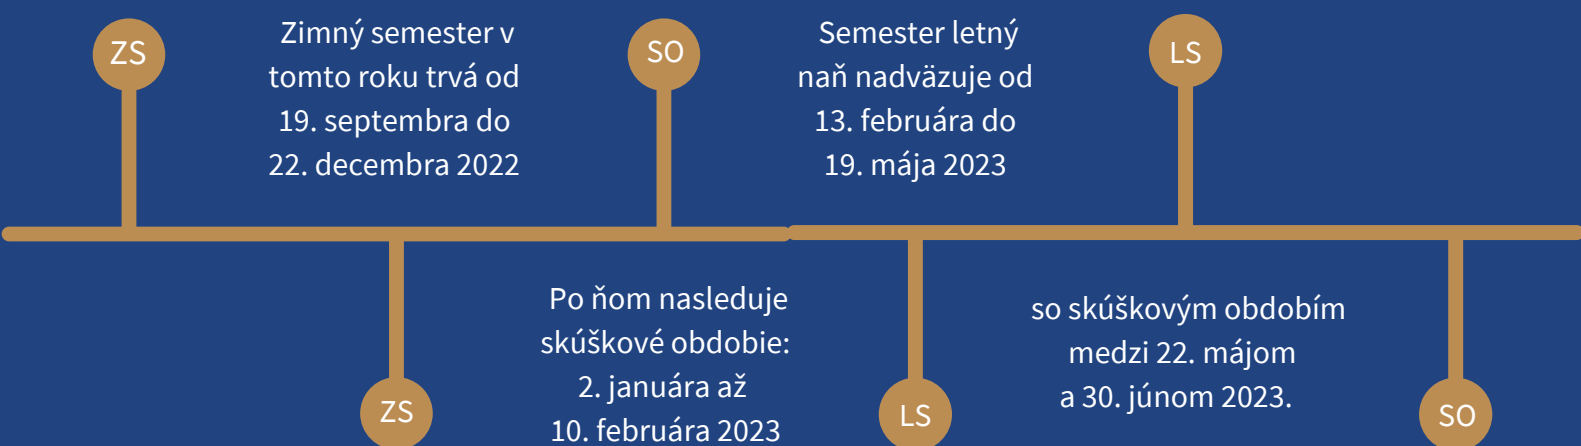 ZS
Zimný semester v
tomto roku trvá od
19. septembra do
22. decembra 2022
SO
Semester letný
naň nadväzuje od
13. februára do
19. mája 2023
LS
ZS
Po ňom nasleduje
skúškové obdobie:
2. januára až
10. februára 2023
LS
so skúškovým obdobím
medzi 22. májom
a 30. júnom 2023.
SO